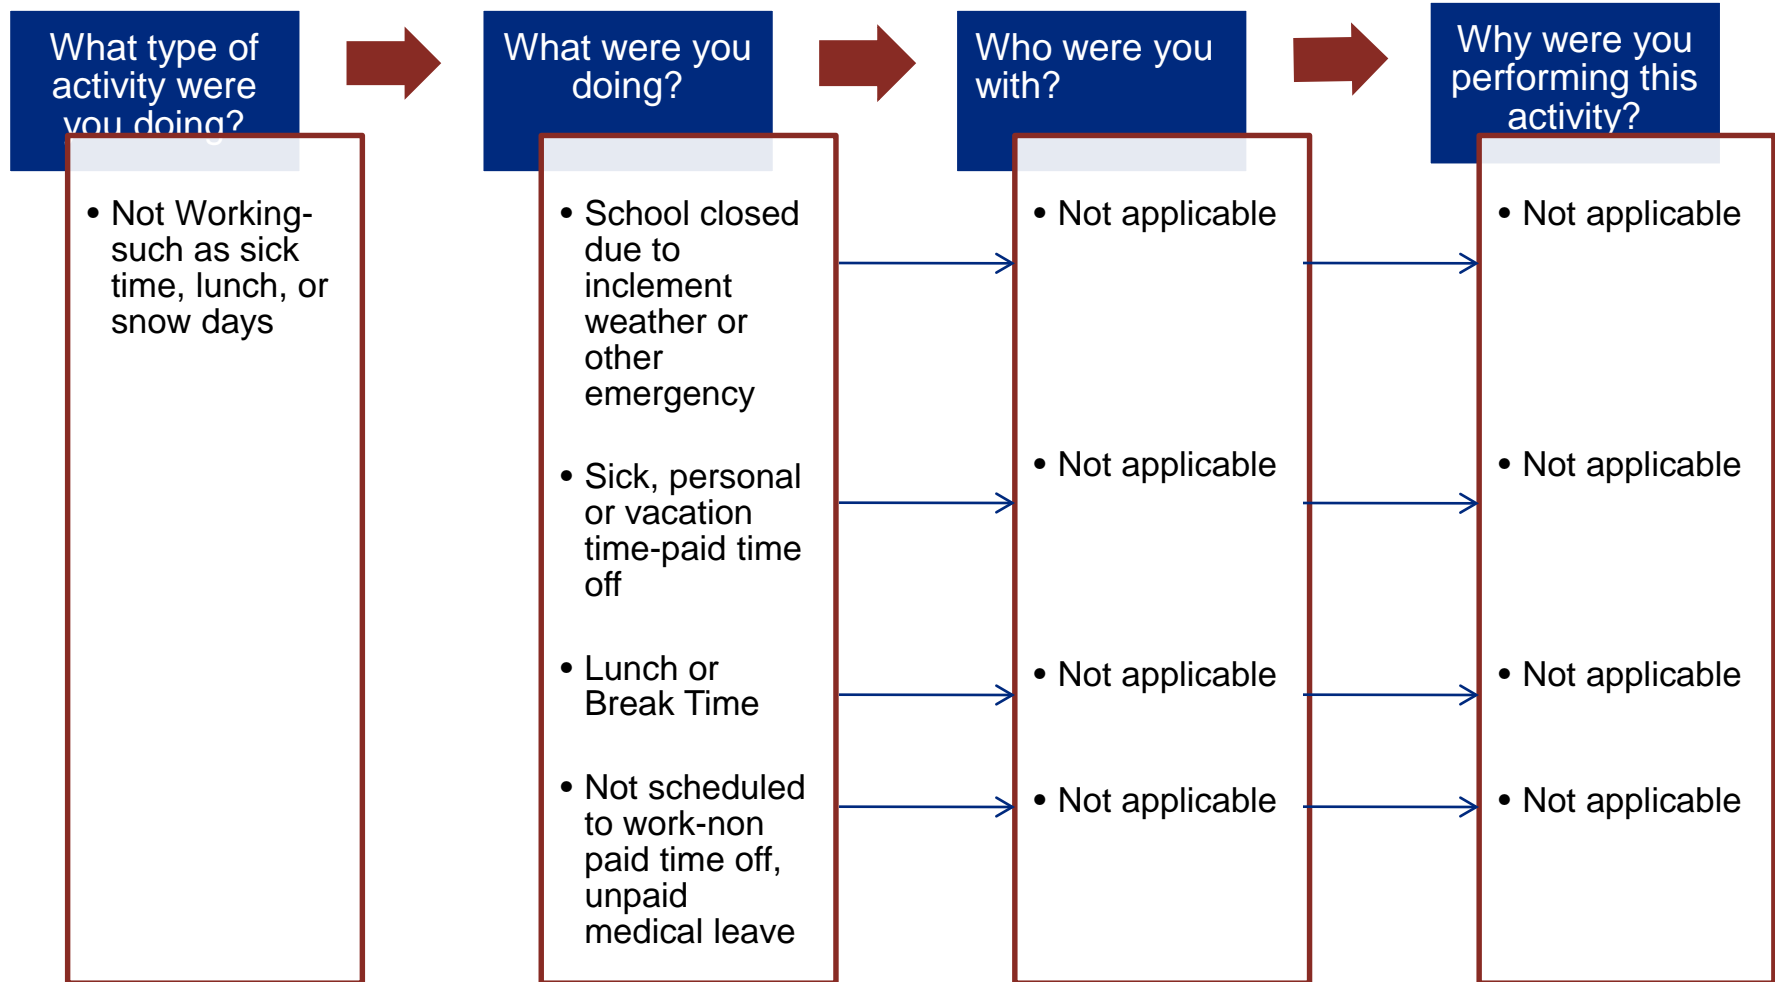 What type of
activity were
you doing?
What were you
doing?
Who were you
with?
Why were you
performing this
activity?
• Not Working-
such as sick
time, lunch, or
snow days
• School closed
due to
inclement
weather or
other
emergency
• Sick, personal
or vacation
time-paid time
off
• Lunch or
Break Time
• Not scheduled
to work-non
paid time off,
unpaid
medical leave
• Not applicable
• Not applicable
• Not applicable
• Not applicable
• Not applicable
• Not applicable
• Not applicable
• Not applicable